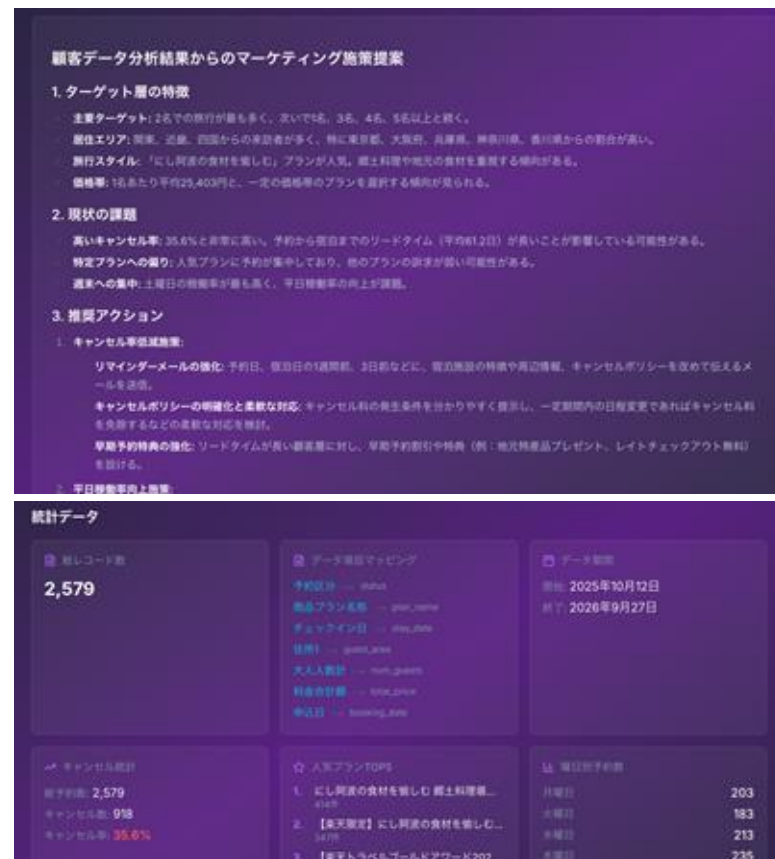 顧客データ分析結果からのマーケティング施策提案
1. ターゲット層の特徴
主要ターゲット: 2名での旅行が最も多く、次いで1名、3名、4名、5名以上と続く。
居住エリア: 関東、近畿、四国からの来訪者が多く、特に東京都、大阪府、兵庫県、神奈川県、香川県からの割合が高い。
旅行スタイル: 「にし阿波の食材を愉しむ」プランが人気。郷土料理や地元の食材を重視する傾向がある。
価格帯: 1名あたり平均25,403円と、一定の価格帯のプランを選択する傾向が見られる。
2. 現状の課題
高いキャンセル率: 35.6%と非常に高い。予約から宿泊までのリードタイム（平均61.2日）が長いことが影響している可能性がある。
特定プランへの偏り: 人気プランに予約が集中しており、他のプランの訴求が弱い可能性がある。
週末への集中: 土曜日の稼働率が最も高く、平日稼働率の向上が課題。
3. 推奨アクション
1. キャンセル率低減施策:
リマインダーメールの強化: 予約日、宿泊日の1週間前、3日前などに、宿泊施設の特徴や周辺情報、キャンセルポリシーを改めて伝えるメ
ールを送信。
キャンセルポリシーの明確化と柔軟な対応: キャンセル料の発生条件を分かりやすく提示し、一定期間内の日程変更であればキャンセル料
を免除するなどの柔軟な対応を検討。
早期予約特典の強化: リードタイムが長い顧客層に対し、早期予約割引や特典（例：地元特産品プレゼント、レイトチェックアウト無料）
を設ける。
2. 平日稼働率向上施策:
統計データ
総レコード数
2,579
データ項目マッピング
予約区分 → status
商品プラン名称 → plan_name
チェックイン日 → stay_date
住所1 → guest_area
大人人数計 → num_guests
料金合計額 → total_price
申込日 → booking_date
データ期間
開始: 2025年10月12日
終了: 2026年9月27日
キャンセル統計
総予約数: 2,579
キャンセル数: 918
キャンセル率: 35.6%
人気プランTOP5
1. にし阿波の食材を愉しむ 郷土料理最...
2. 【楽天限定】にし阿波の食材を愉しむ...
3. 【楽天トラベルゴールドアワード202
曜日別予約数
月曜日 203
火曜日 183
水曜日 213
木曜日 235